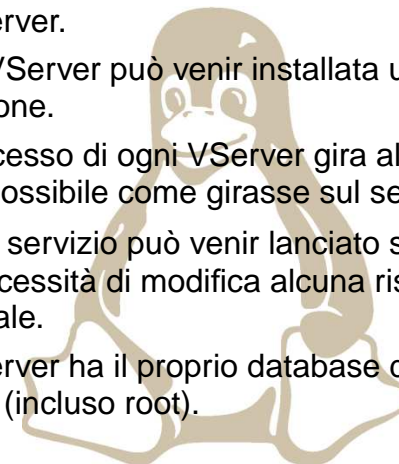 erver.
VServer può venir installata u
one.
cesso di ogni VServer gira al
ossibile come girasse sul se
servizio può venir lanciato s
cessità di modifica alcuna ris
ale.
erver ha il proprio database d
(incluso root).